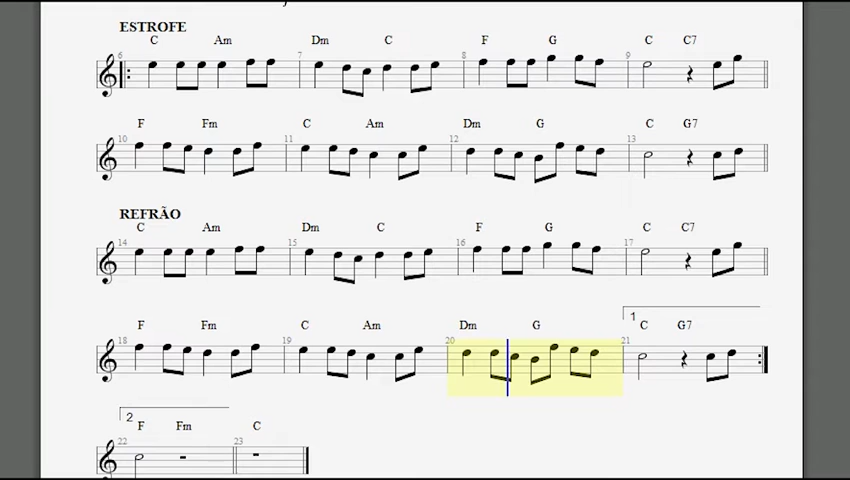 ESTROFE
C Am Dm C F G C C7
6 7 8 9
F Fm C Am Dm G C G7
10 11 12 13
REFRÃO
C Am Dm C F G C C7
14 15 16 17
1
F Fm C Am Dm G C G7
18 19 20 21
2
F Fm C
22 23